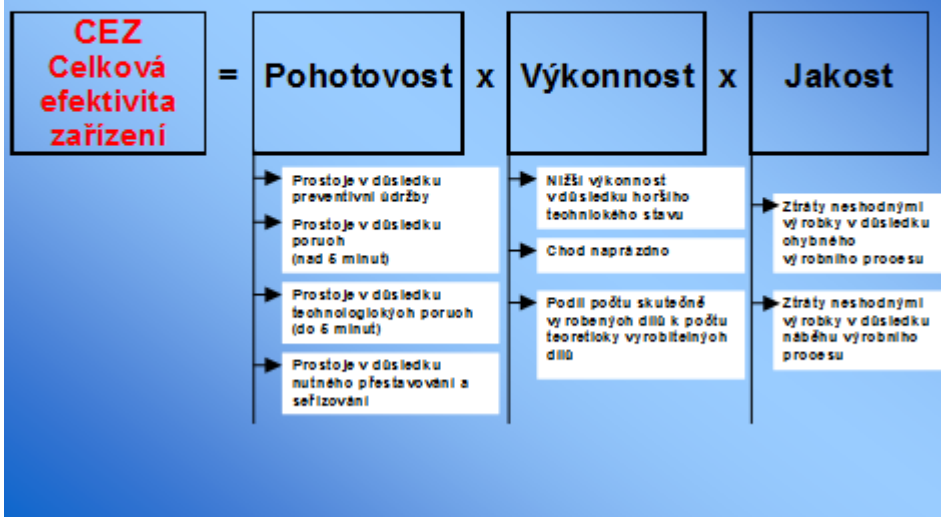 CEZ
Celková
efektivita
zařízení
= Pohotovost x Výkonnost x Jakost
Prostoje v důsledku
preventivní údržby
Prostoje v důsledku
poruch
(nad 5 minut)
Prostoje v důsledku
technologických poruch
(do 5 minut)
Prostoje v důsledku
nutného přestavování a
seřizování
Nižší výkonnost
v důsledku horšího
technického stavu
Chod naprázdno
Podíl počtu skutečně
vyrobených dílů k počtu
teoreticky vyrobitelných
dílů
Ztráty neshodnými
výrobky v důsledku
chybného
výrobního procesu
Ztráty neshodnými
výrobky v důsledku
náběhu výrobního
procesu